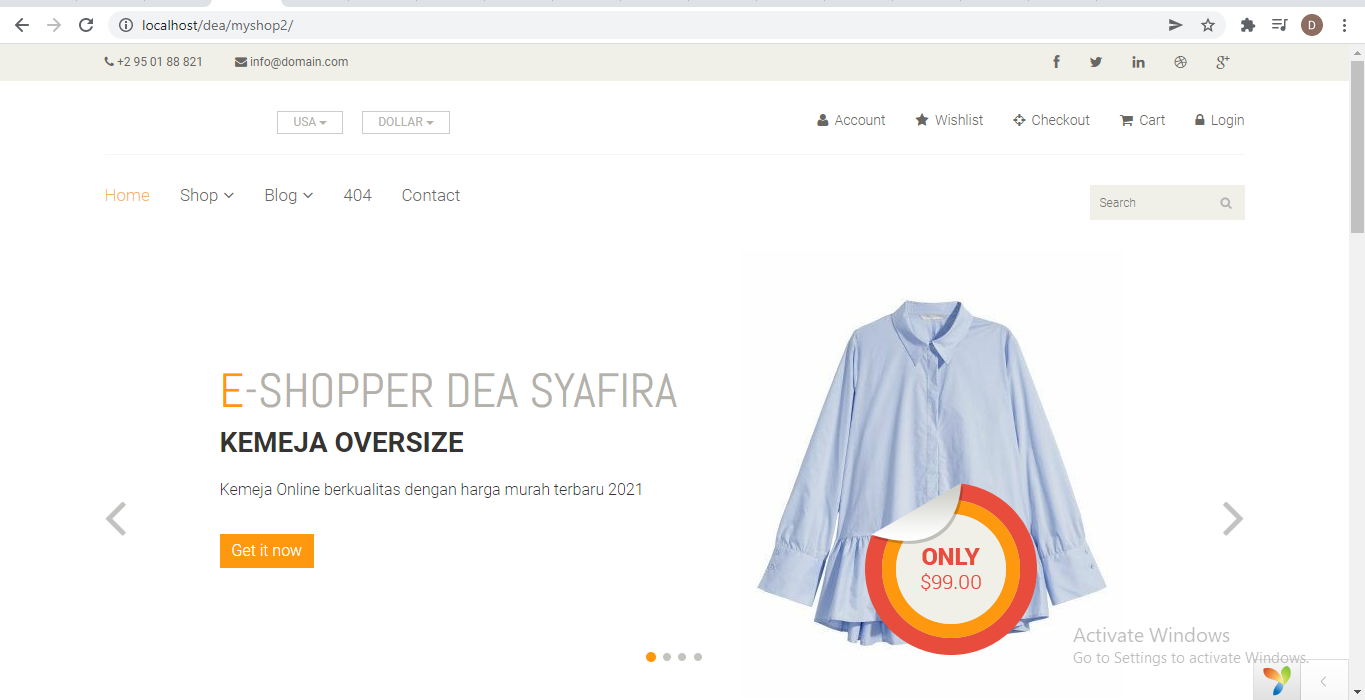 localhost/dea/myshop2/
D
+2 95 01 88 821 info@domain.com
USA DOLLAR
Account Wishlist Checkout Cart Login
Home Shop Blog 404 Contact
Search
E-SHOPPER DEA SYAFIRA
KEMEJA OVERSIZE
Kemeja Online berkualitas dengan harga murah terbaru 2021
Get it now
ONLY
$99.00
Activate Windows
Go to Settings to activate Windows.